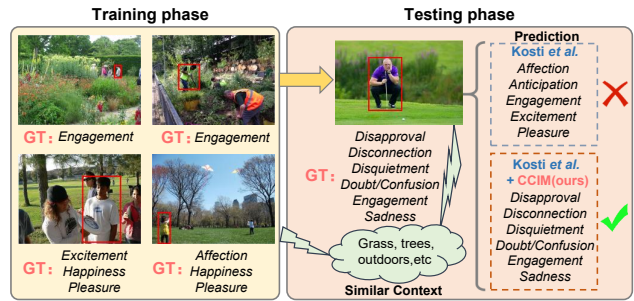 Training phase
Testing phase
GT: Engagement
GT: Engagement
GT:
Excitement
Happiness
Pleasure
GT:
Affection
Happiness
Pleasure
GT:
Disapproval
Disconnection
Disquietment
Doubt/Confusion
Engagement
Sadness
Grass, trees,
outdoors,etc
Similar Context
Prediction
Kosti et al.
Affection
Anticipation
Engagement
Excitement
Pleasure
Kosti et al.
+ CCIM(ours)
Disapproval
Disconnection
Disquietment
Doubt/Confusion
Engagement
Sadness